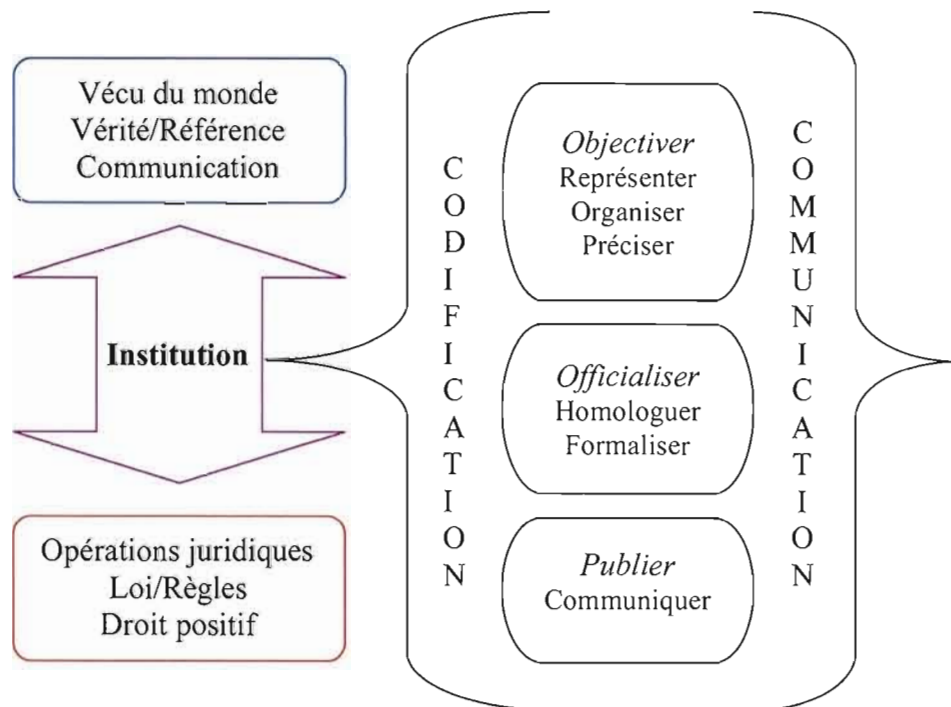 Vécu du monde
Vérité/Référence
Communication
Institution
Opérations juridiques
Loi/Règles
Droit positif
CODIFICATION
Objectiver
Représenter
Organiser
Préciser
Officialiser
Homologuer
Formaliser
Publier
Communiquer
COMMUNICATION